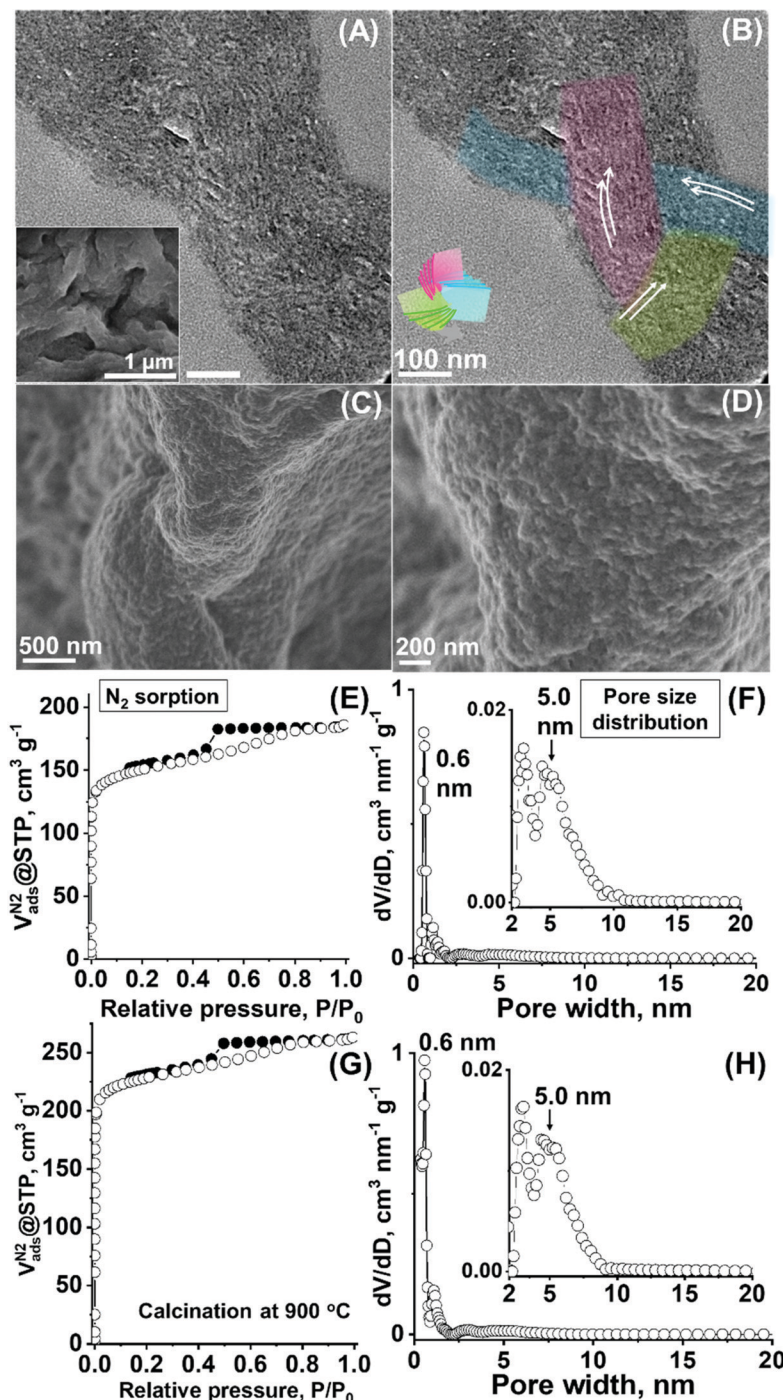 (A)
1 µm
(B)
100 nm
(C)
500 nm
(D)
200 nm
(E)
N₂ sorption
200
150
100
50
0
V^{N2}_{ads}@STP, cm³ g⁻¹
0.0 0.2 0.4 0.6 0.8 1.0
Relative pressure, P/P₀
(F)
Pore size
distribution
5.0
nm
0.6
nm
1
0
dV/dD, cm³ nm⁻¹ g⁻¹
0.02
0.00
2 5 10 15 20
0 5 10 15 20
Pore width, nm
(G)
250
200
150
100
50
0
V^{N2}_{ads}@STP, cm³ g⁻¹
Calcination at 900 °C
0.0 0.2 0.4 0.6 0.8 1.0
Relative pressure, P/P₀
(H)
0.6 nm
5.0 nm
1
0
dV/dD, cm³ nm⁻¹ g⁻¹
0.02
0.00
2 5 10 15 20
0 5 10 15 20
Pore width, nm